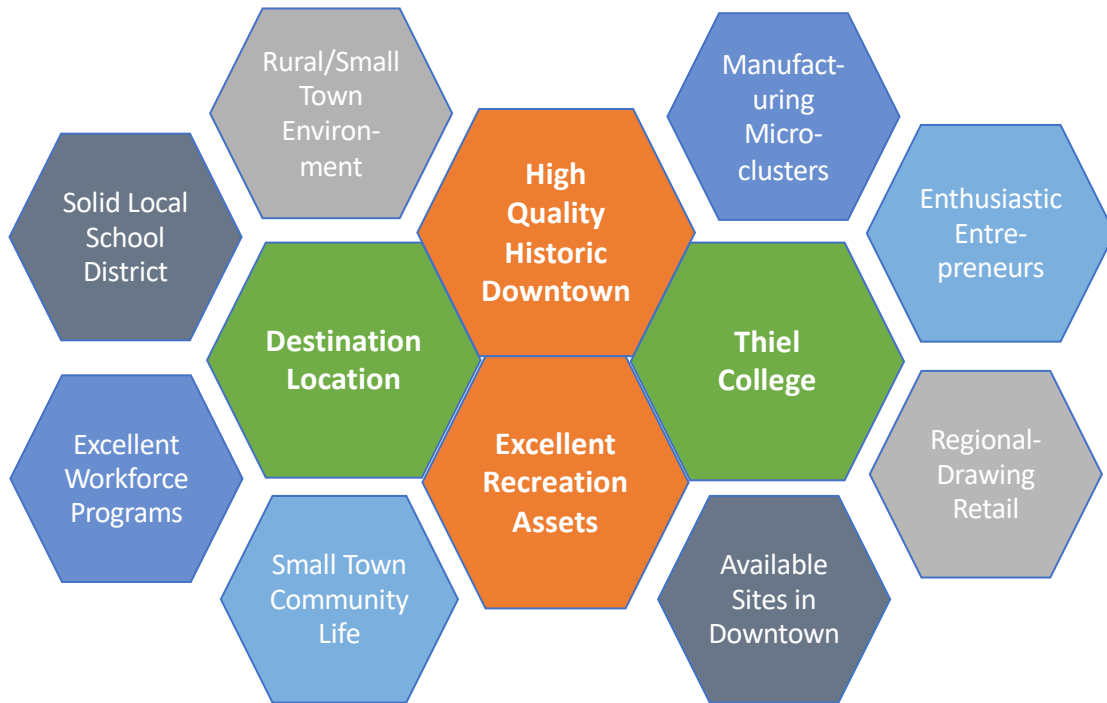 Rural/Small
Town
Environ-
ment
Manufact-
uring
Micro-
clusters
Solid Local
School
District
High
Quality
Historic
Downtown
Enthusiastic
Entre-
preneurs
Destination
Location
Thiel
College
Excellent
Workforce
Programs
Excellent
Recreation
Assets
Regional-
Drawing
Retail
Small Town
Community
Life
Available
Sites in
Downtown